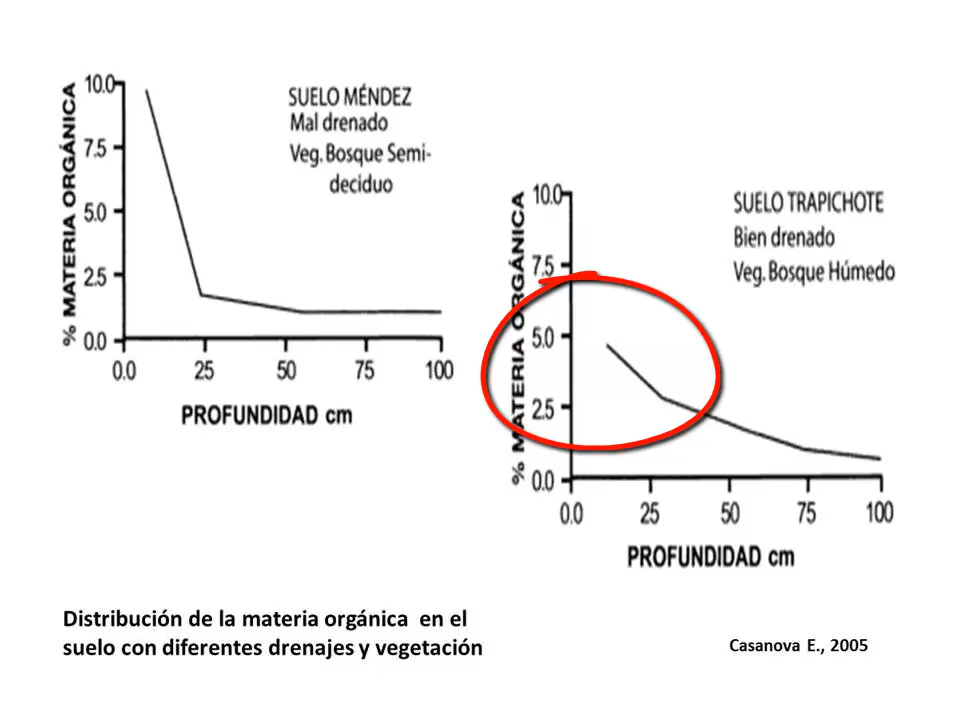 % MATERIA ORGÁNICA
10.0
7.5
5.0
2.5
0.0
0.0 25 50 75 100
PROFUNDIDAD cm
SUELO MÉNDEZ
Mal drenado
Veg. Bosque Semi-
deciduo
% MATERIA ORGÁNICA
10.0
7.5
5.0
2.5
0.0
0.0 25 50 75 100
PROFUNDIDAD cm
SUELO TRAPICHOTE
Bien drenado
Veg. Bosque Húmedo
Distribución de la materia orgánica en el
suelo con diferentes drenajes y vegetación
Casanova E., 2005